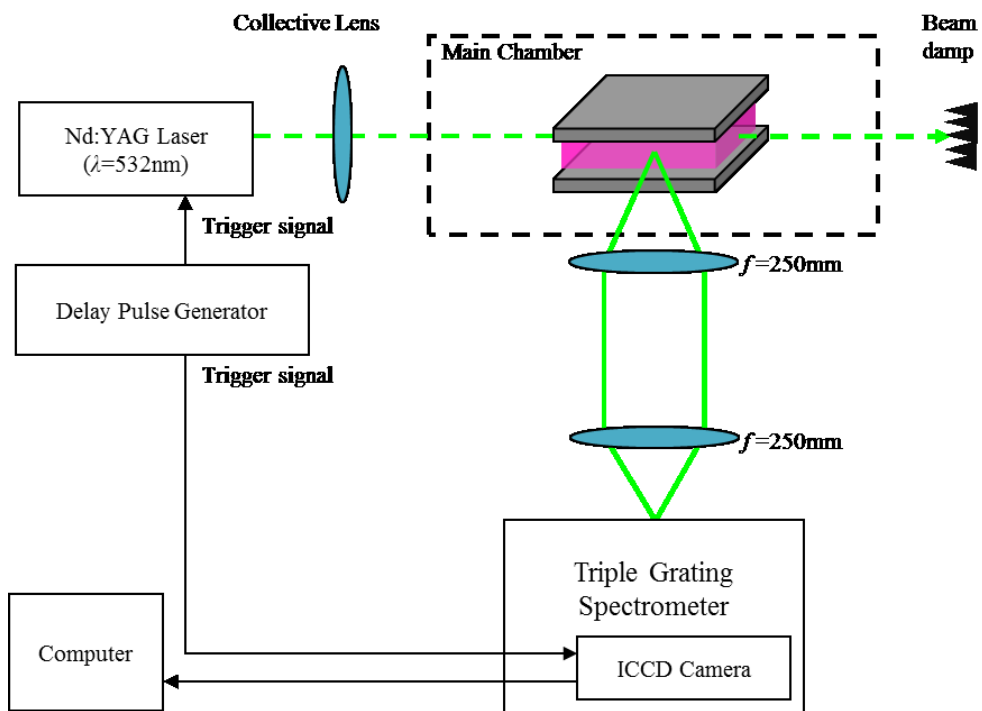 Collective Lens
Beam
damp
Main Chamber
Nd:YAG Laser
(λ=532nm)
Trigger signal
f=250mm
Delay Pulse Generator
Trigger signal
f=250mm
Triple Grating
Spectrometer
Computer
ICCD Camera